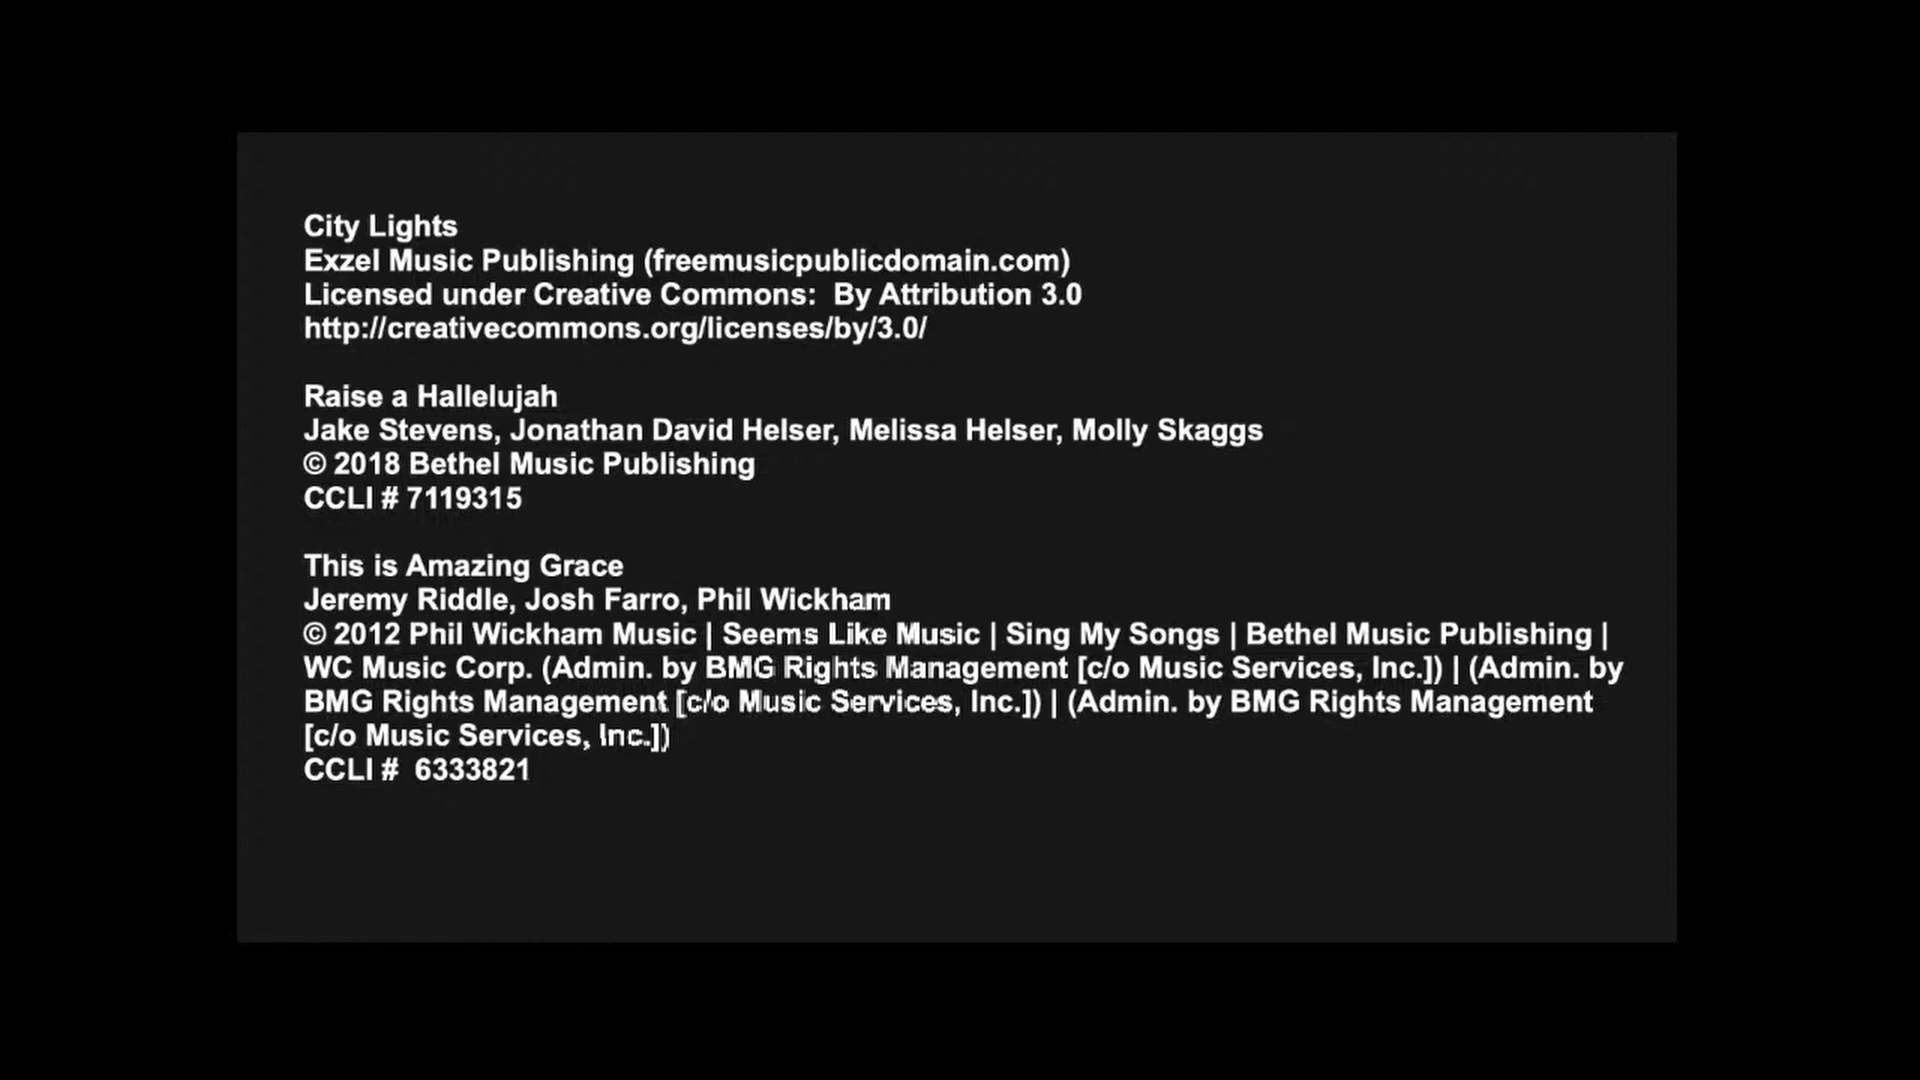 City Lights
Exzel Music Publishing (freemusicpublicdomain.com)
Licensed under Creative Commons:  By Attribution 3.0
http://creativecommons.org/licenses/by/3.0/
Raise a Hallelujah
Jake Stevens, Jonathan David Helser, Melissa Helser, Molly Skaggs
© 2018 Bethel Music Publishing
CCLI # 7119315
This is Amazing Grace
Jeremy Riddle, Josh Farro, Phil Wickham
© 2012 Phil Wickham Music | Seems Like Music | Sing My Songs | Bethel Music Publishing |
WC Music Corp. (Admin. by BMG Rights Management [c/o Music Services, Inc.]) | (Admin. by
BMG Rights Management [c/o Music Services, Inc.]) | (Admin. by BMG Rights Management
[c/o Music Services, Inc.])
CCLI #  6333821